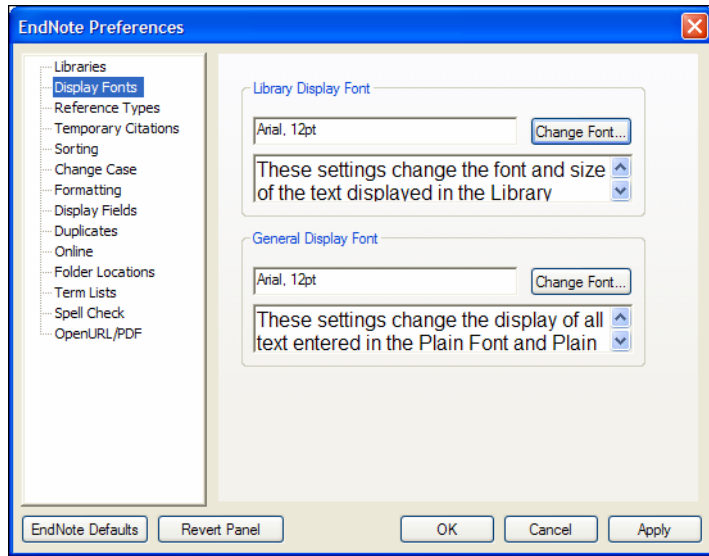 EndNote Preferences
Libraries
Display Fonts
Reference Types
Temporary Citations
Sorting
Change Case
Formatting
Display Fields
Duplicates
Online
Folder Locations
Term Lists
Spell Check
OpenURL/PDF
Library Display Font
Arial, 12pt
Change Font...
These settings change the font and size
of the text displayed in the Library
General Display Font
Arial, 12pt
Change Font...
These settings change the display of all
text entered in the Plain Font and Plain
EndNote Defaults
Revert Panel
OK
Cancel
Apply